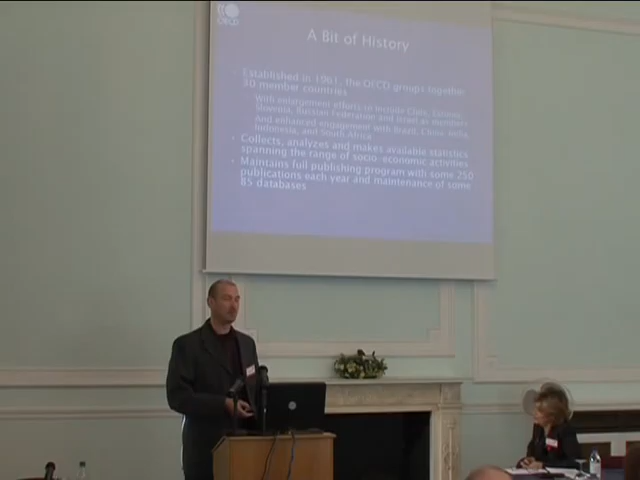 OECD
A Bit of History
Established in 1961, the OECD groups together
30 member countries
With enlargement efforts to include Chile, Estonia,
Slovenia, Russian Federation and Israel as members
And enhanced engagement with Brazil, China, India,
Indonesia, and South Africa
Collects, analyzes and makes available statistics
spanning the range of socio-economic activities
Maintains full publishing program with some 250
publications each year and maintenance of some
85 databases